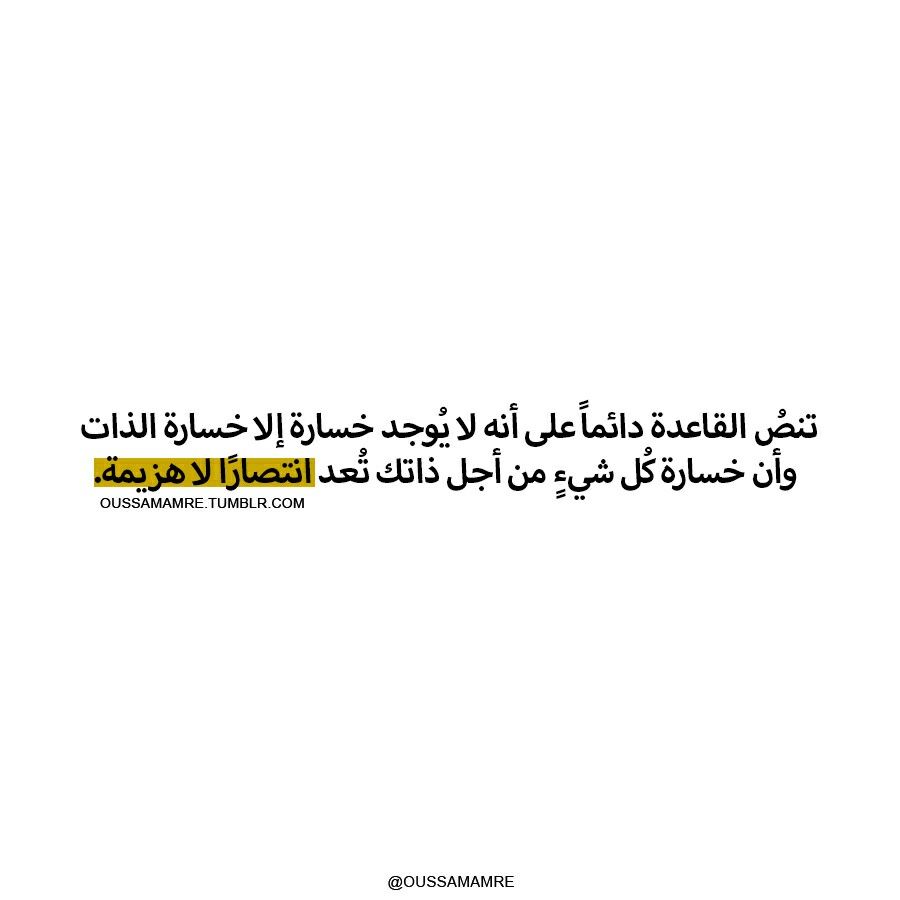 تنصُ القاعدة دائماً على أنه لا يُوجد خسارة إلا خسارة الذات
وأن خسارة كُل شيءٍ من أجل ذاتك تُعد انتصارًا لا هزيمة.
OUSSAMAMRE.TUMBLR.COM
@OUSSAMAMRE